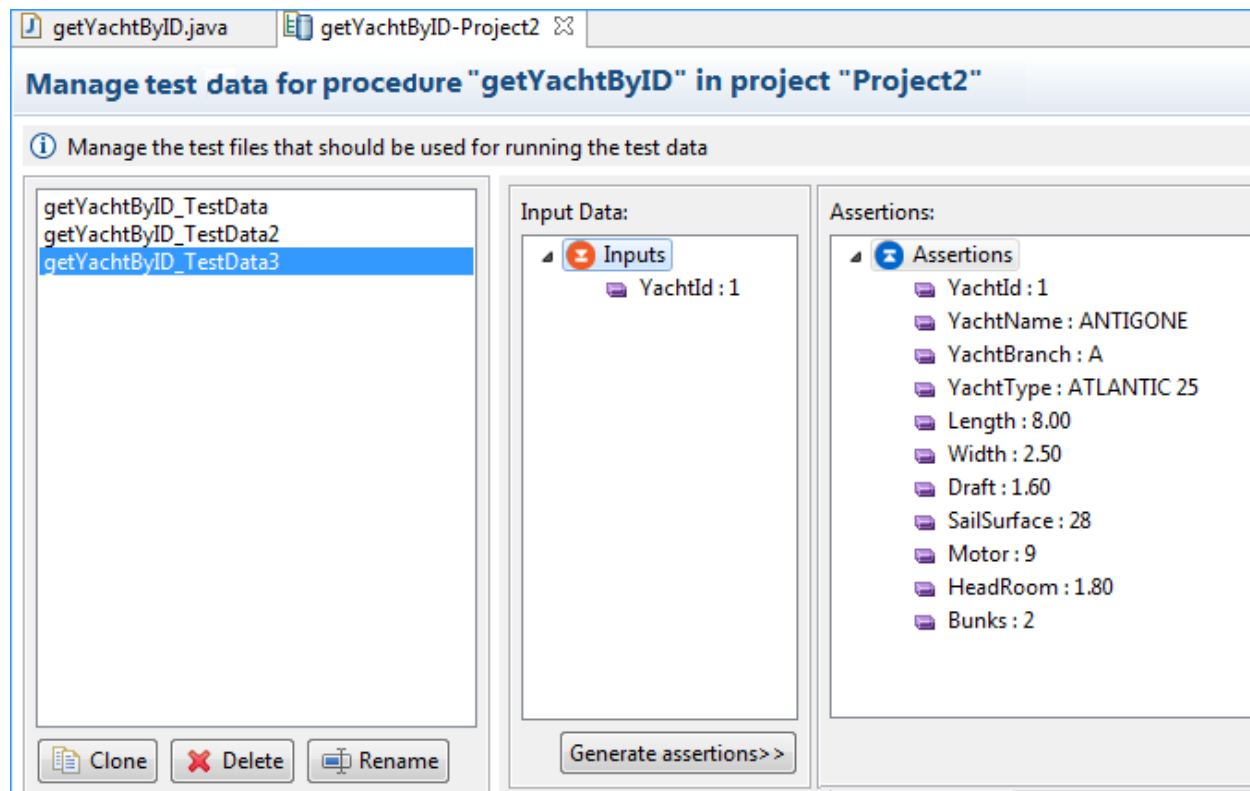 getYachtByID.java
getYachtByID-Project2
Manage test data for procedure "getYachtByID" in project "Project2"
Manage the test files that should be used for running the test data
getYachtByID_TestData
getYachtByID_TestData2
getYachtByID_TestData3
Clone
Delete
Rename
Input Data:
Inputs
YachtId : 1
Generate assertions>>
Assertions:
Assertions
YachtId : 1
YachtName : ANTIGONE
YachtBranch : A
YachtType : ATLANTIC 25
Length : 8.00
Width : 2.50
Draft : 1.60
SailSurface : 28
Motor : 9
HeadRoom : 1.80
Bunks : 2